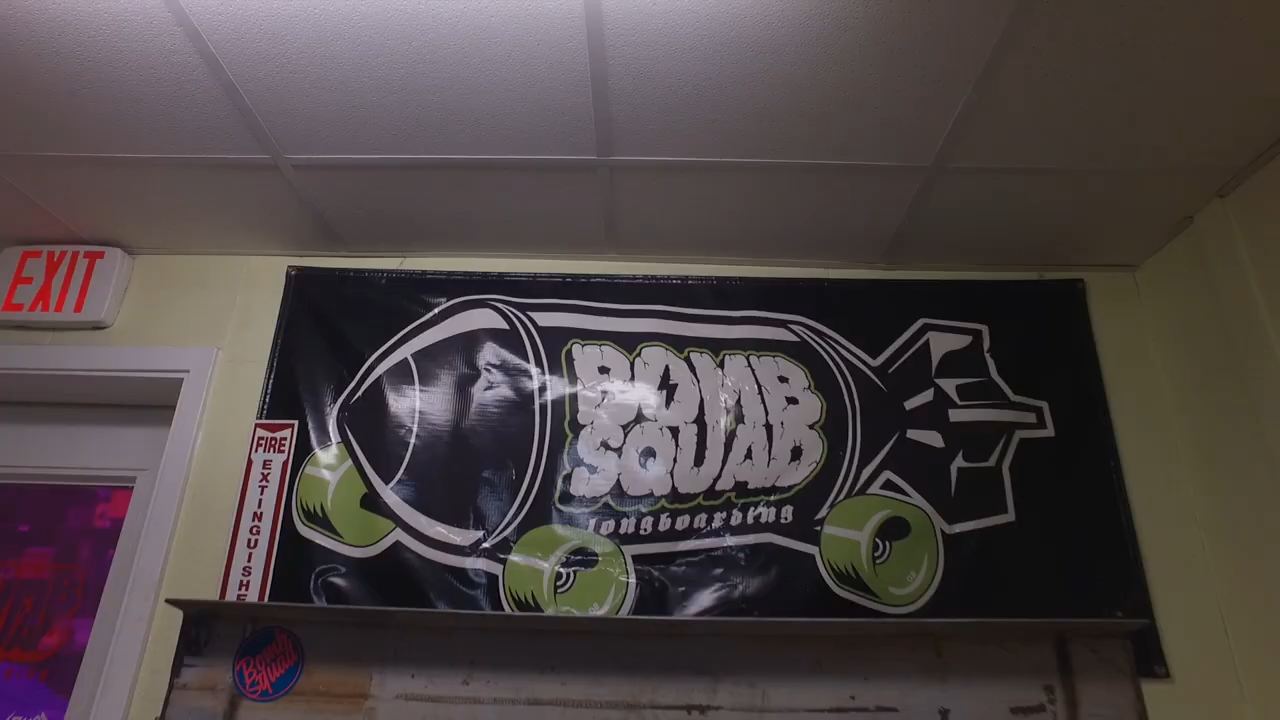 EXIT
BOMB
SQUAD
longboarding
FIRE
EXTINGUISHE
Bomb
Squad